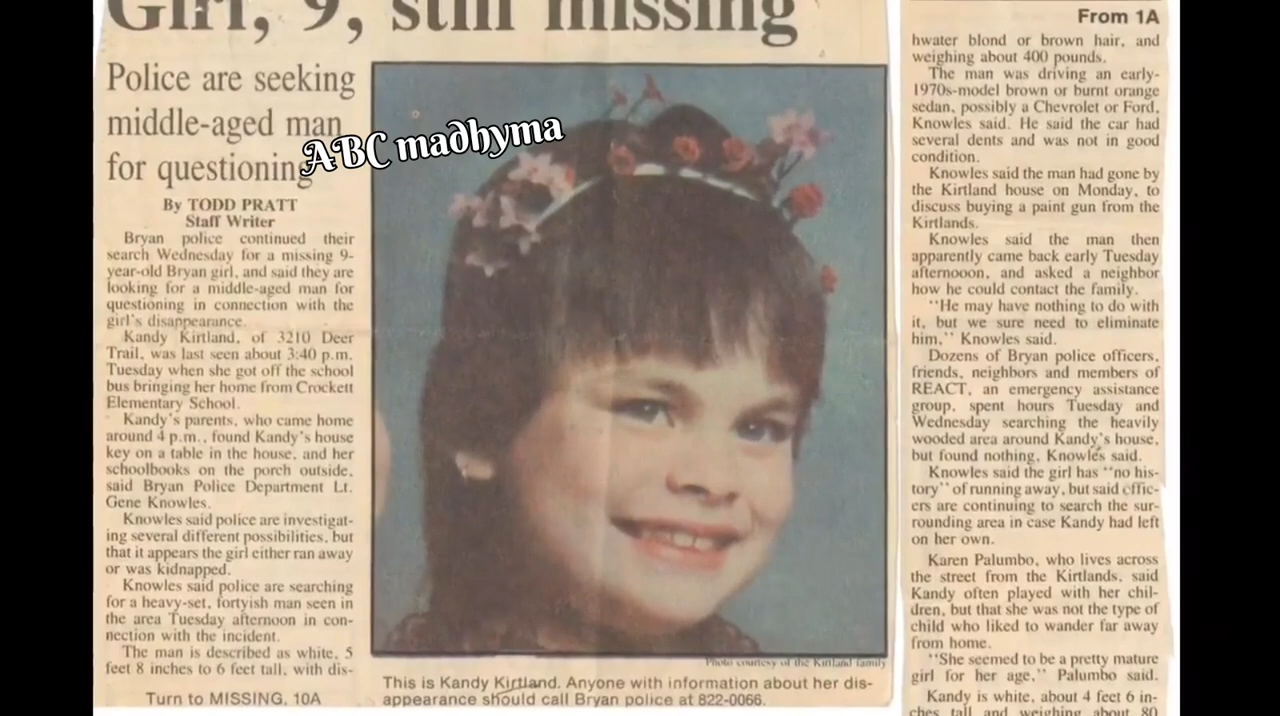 Girl, 9, still missing
Police are seeking
middle-aged man
for questioning
ABC madhyma
By TODD PRATT
Staff Writer
Bryan police continued their
search Wednesday for a missing 9-
year-old Bryan girl, and said they are
looking for a middle-aged man for
questioning in connection with the
girl's disappearance.
Kandy Kirtland, of 3210 Deer
Trail, was last seen about 3:40 p.m.
Tuesday when she got off the school
bus bringing her home from Crockett
Elementary School.
Kandy's parents, who came home
around 4 p.m., found Kandy's house
key on a table in the house, and her
schoolbooks on the porch outside,
said Bryan Police Department Lt.
Gene Knowles.
Knowles said police are investigat-
ing several different possibilities, but
that it appears the girl either ran away
or was kidnapped.
Knowles said police are searching
for a heavy-set, fortyish man seen in
the area Tuesday afternoon in con-
nection with the incident.
The man is described as white, 5
feet 8 inches to 6 feet tall, with dis-
Turn to MISSING, 10A
Photo courtesy of the Kirtland family
This is Kandy Kirtland. Anyone with information about her dis-
appearance should call Bryan police at 822-0066.
From 1A
hwater blond or brown hair, and
weighing about 400 pounds.
The man was driving an early-
1970s-model brown or burnt orange
sedan, possibly a Chevrolet or Ford,
Knowles said. He said the car had
several dents and was not in good
condition.
Knowles said the man had gone by
the Kirtland house on Monday, to
discuss buying a paint gun from the
Kirtlands.
Knowles said the man then
apparently came back early Tuesday
afternooon, and asked a neighbor
how he could contact the family.
"He may have nothing to do with
it, but we sure need to eliminate
him," Knowles said.
Dozens of Bryan police officers,
friends, neighbors and members of
REACT, an emergency assistance
group, spent hours Tuesday and
Wednesday searching the heavily
wooded area around Kandy's house,
but found nothing, Knowles said.
Knowles said the girl has "no his-
tory" of running away, but said offic-
ers are continuing to search the sur-
rounding area in case Kandy had left
on her own.
Karen Palumbo, who lives across
the street from the Kirtlands, said
Kandy often played with her chil-
dren, but that she was not the type of
child who liked to wander far away
from home.
"She seemed to be a pretty mature
girl for her age," Palumbo said.
Kandy is white, about 4 feet 6 in-
ches tall and weighing about 80